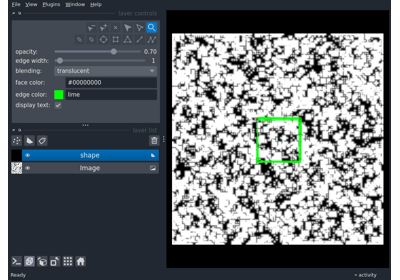 File View Plugins Window Help
layer controls
opacity: 0.70
edge width: 1
blending: translucent
face color: #00000000
edge color: lime
display text:
layer list
shape
Image
Ready activity